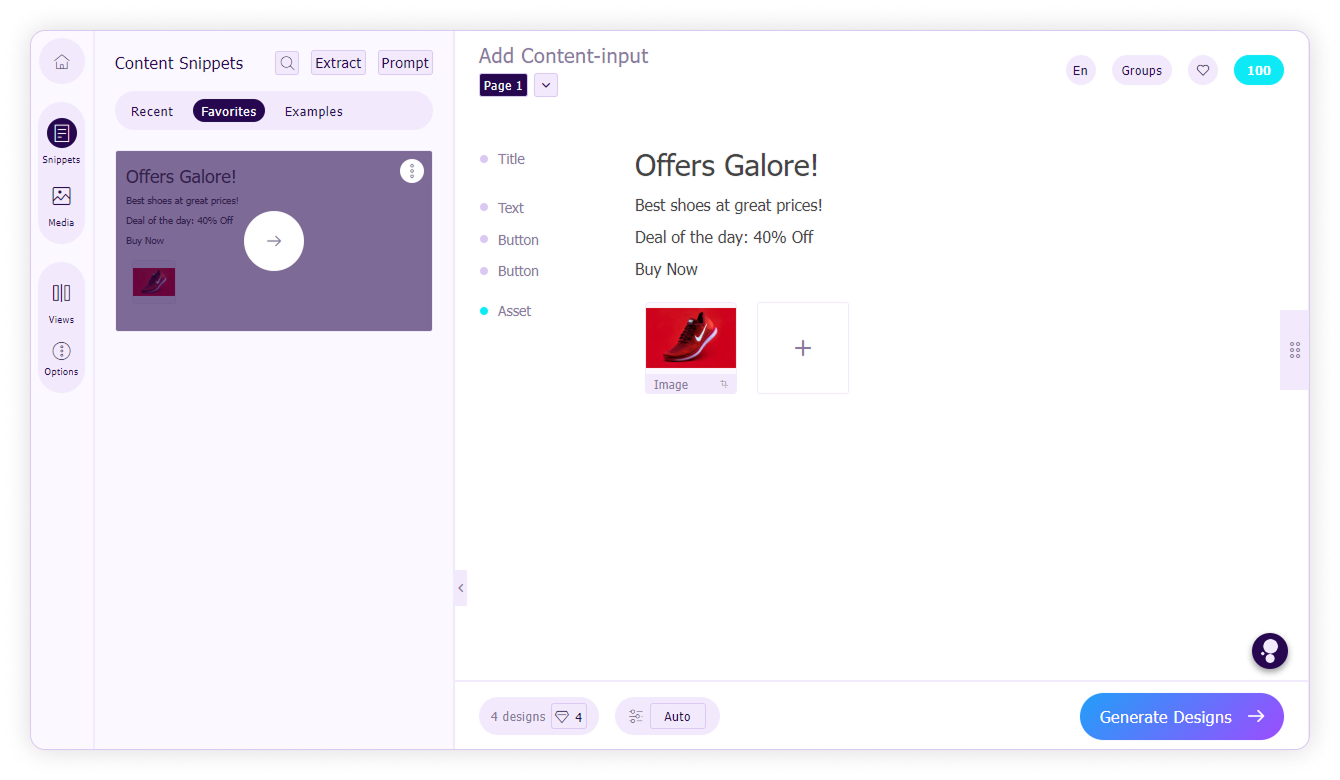 Content Snippets
Extract
Prompt
Recent
Favorites
Examples
Snippets
Media
Views
Options
Offers Galore!
Best shoes at great prices!
Deal of the day: 40% Off
Buy Now
Add Content-input
Page 1
En
Groups
100
Title
Offers Galore!
Text
Best shoes at great prices!
Button
Deal of the day: 40% Off
Button
Buy Now
Asset
Image
4 designs
4
Auto
Generate Designs